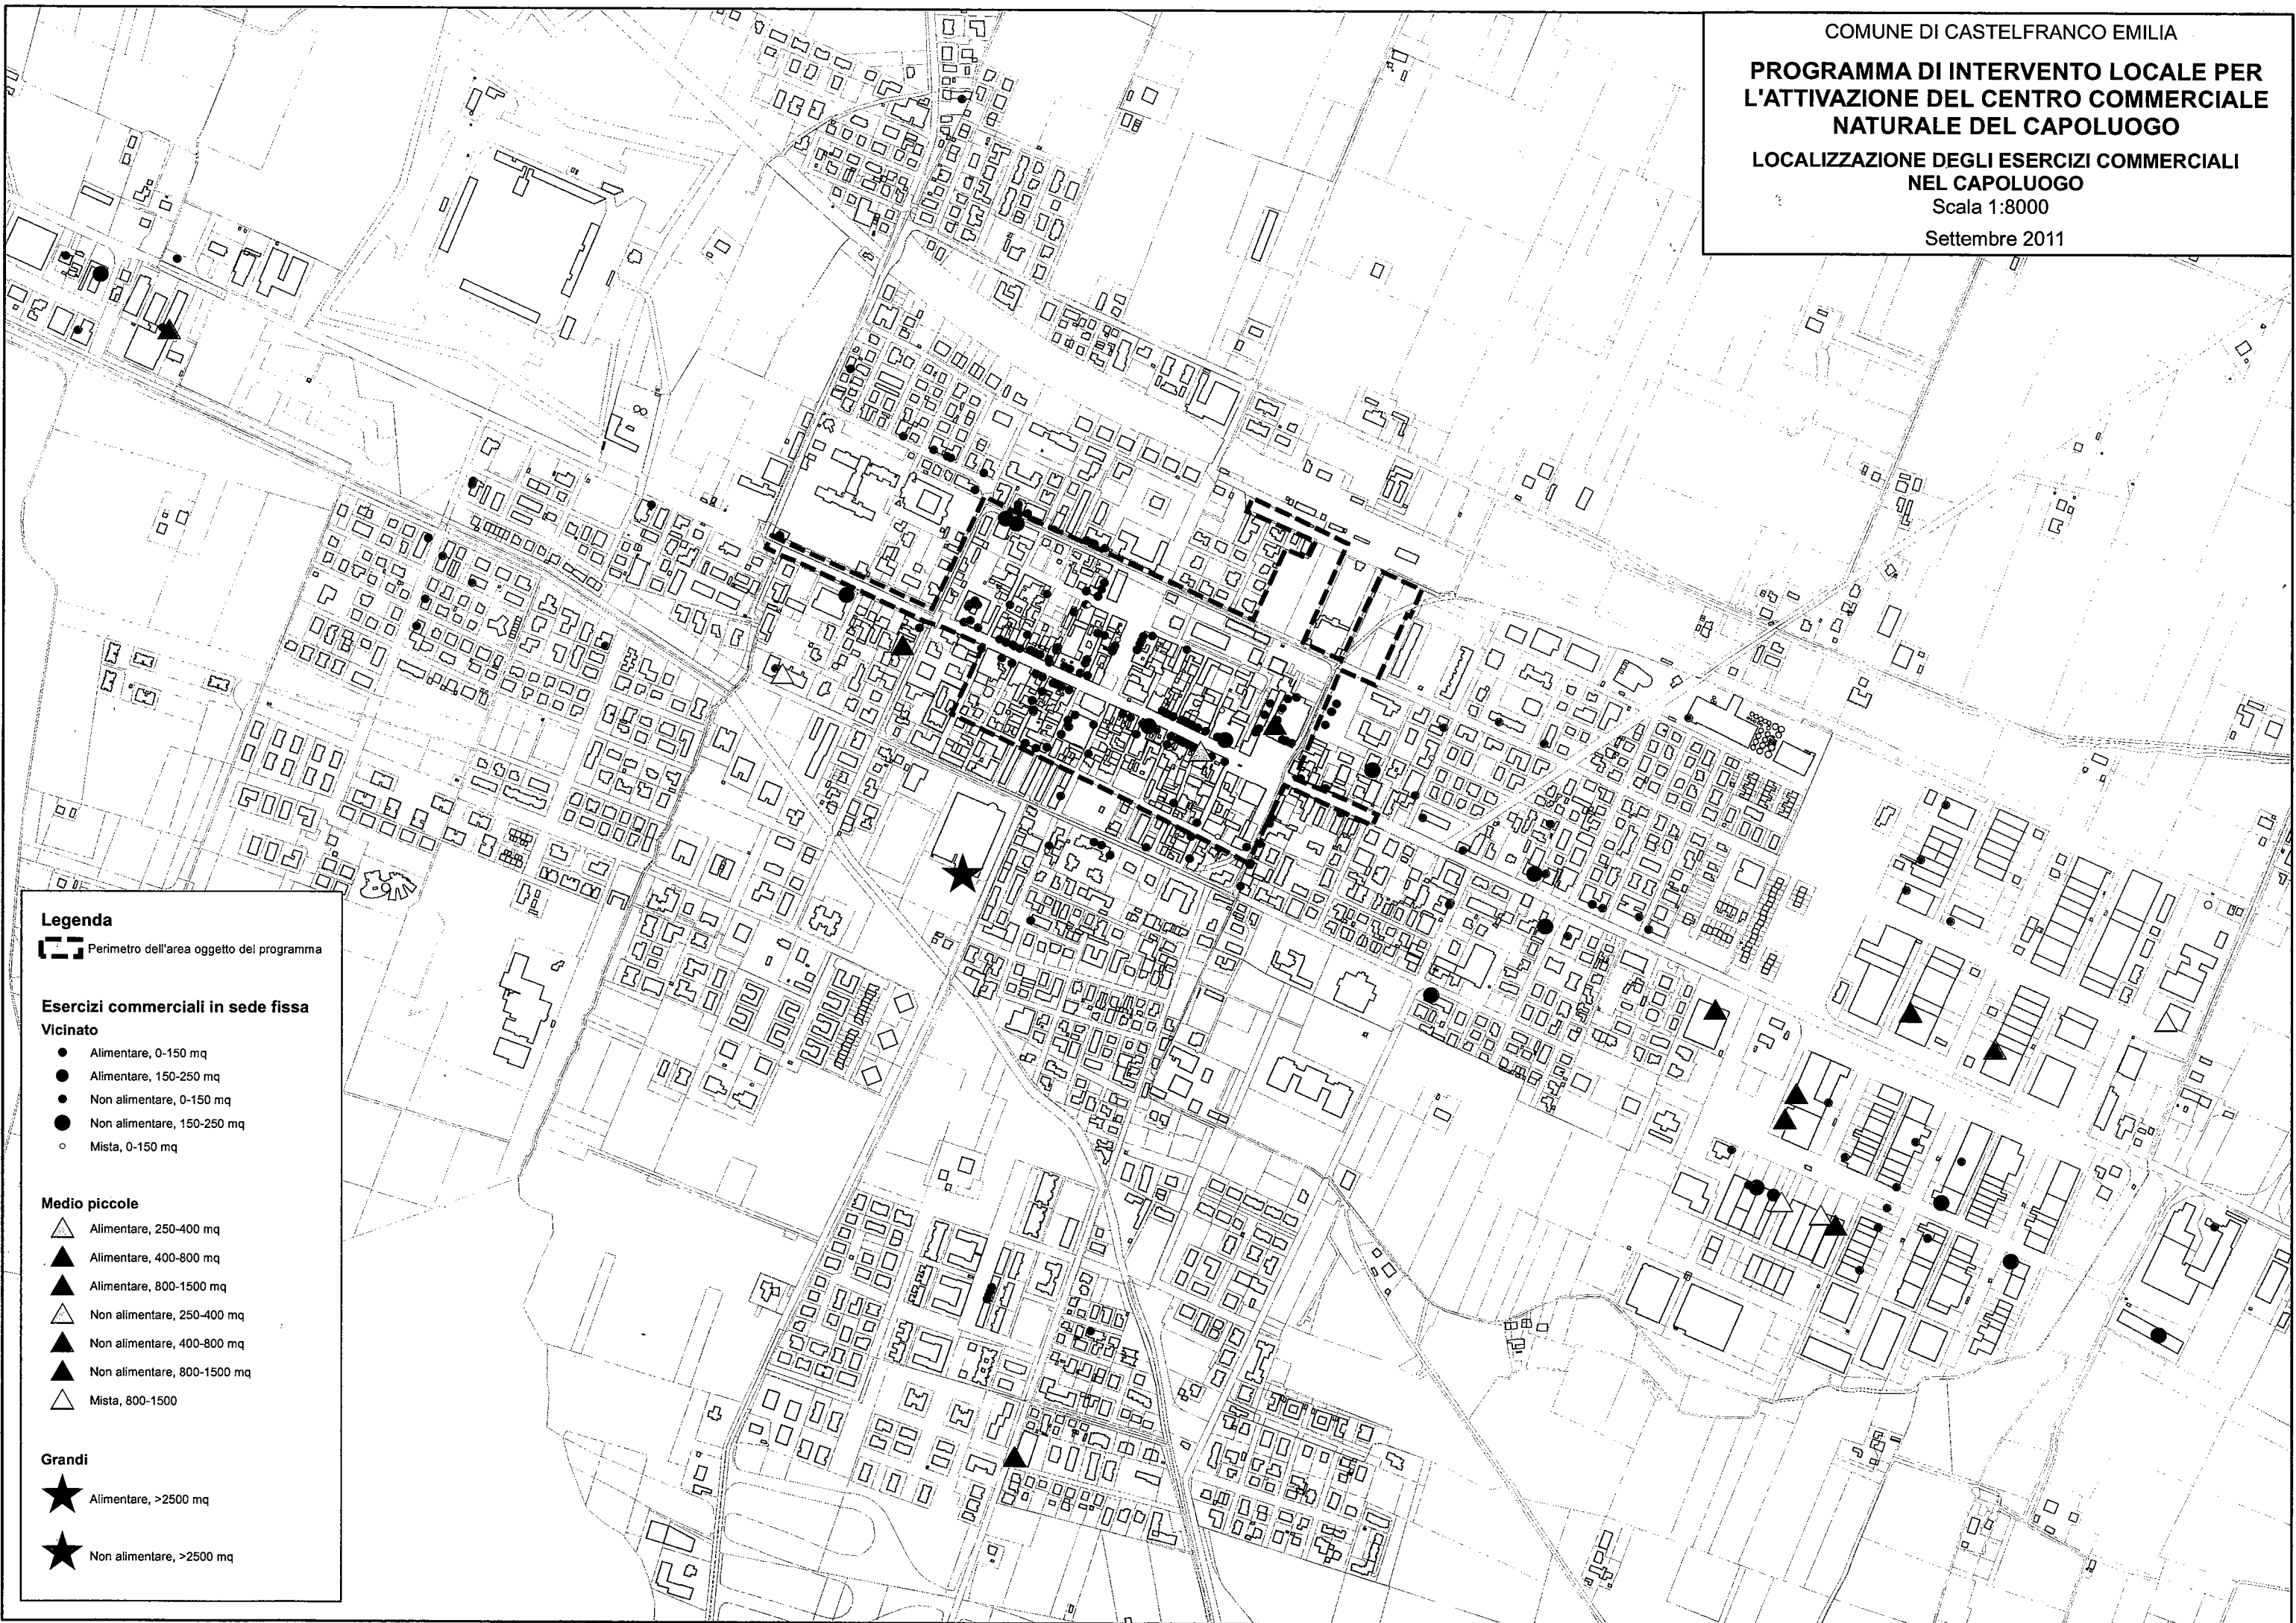 COMUNE DI CASTELFRANCO EMILIA
PROGRAMMA DI INTERVENTO LOCALE PER
L'ATTIVAZIONE DEL CENTRO COMMERCIALE
NATURALE DEL CAPOLUOGO
LOCALIZZAZIONE DEGLI ESERCIZI COMMERCIALI
NEL CAPOLUOGO
Scala 1:8000
Settembre 2011
Legenda
Perimetro dell'area oggetto del programma
Esercizi commerciali in sede fissa
Vicinato
Alimentare, 0-150 mq
Alimentare, 150-250 mq
Non alimentare, 0-150 mq
Non alimentare, 150-250 mq
Mista, 0-150 mq
Medio piccole
Alimentare, 250-400 mq
Alimentare, 400-800 mq
Alimentare, 800-1500 mq
Non alimentare, 250-400 mq
Non alimentare, 400-800 mq
Non alimentare, 800-1500 mq
Mista, 800-1500
Grandi
Alimentare, >2500 mq
Non alimentare, >2500 mq